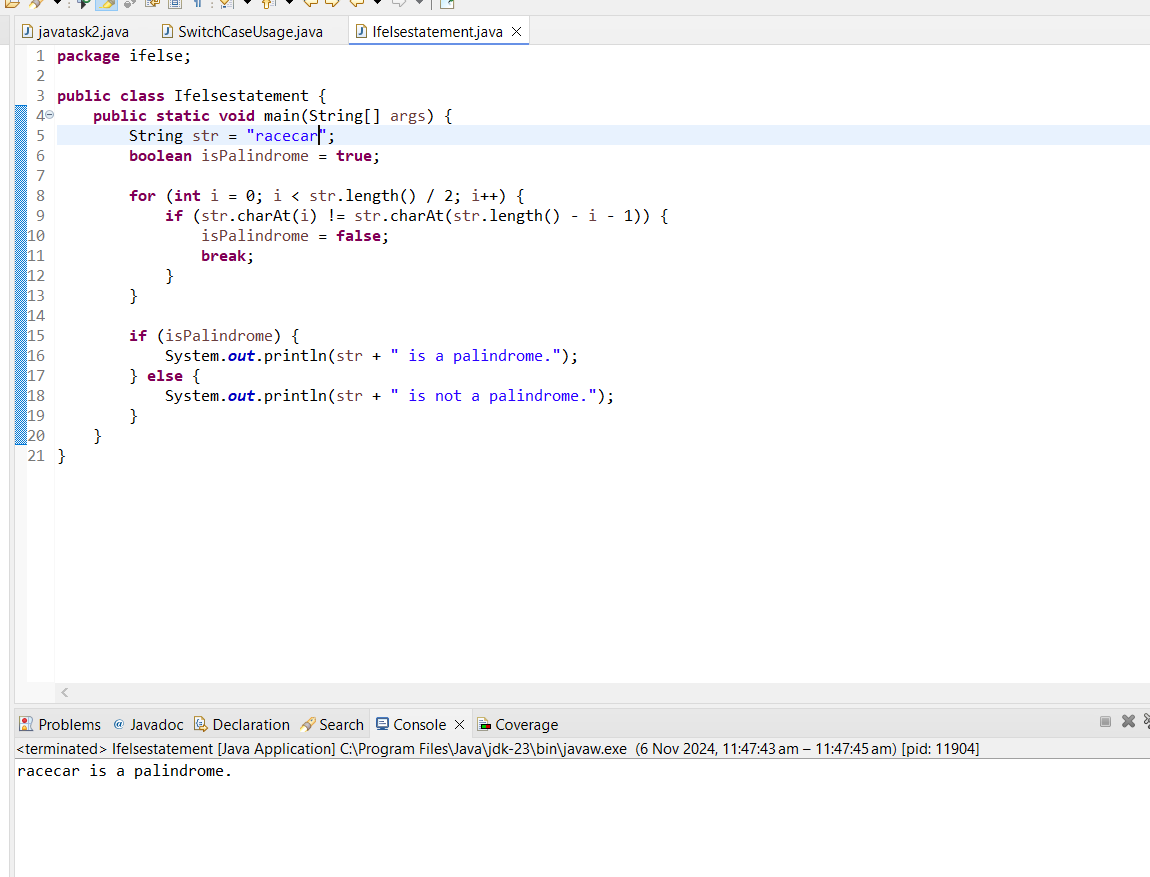 javatask2.java SwitchCaseUsage.java Ifelsestatement.java
1 package ifelse;
2
3 public class Ifelsestatement {
4 public static void main(String[] args) {
5 String str = "racecar";
6 boolean isPalindrome = true;
7
8 for (int i = 0; i < str.length() / 2; i++) {
9 if (str.charAt(i) != str.charAt(str.length() - i - 1)) {
10 isPalindrome = false;
11 break;
12 }
13 }
14
15 if (isPalindrome) {
16 System.out.println(str + " is a palindrome.");
17 } else {
18 System.out.println(str + " is not a palindrome.");
19 }
20 }
21 }
Problems @ Javadoc Declaration Search Console Coverage
<terminated> Ifelsestatement [Java Application] C:\Program Files\Java\jdk-23\bin\javaw.exe (6 Nov 2024, 11:47:43 am – 11:47:45 am) [pid: 11904]
racecar is a palindrome.